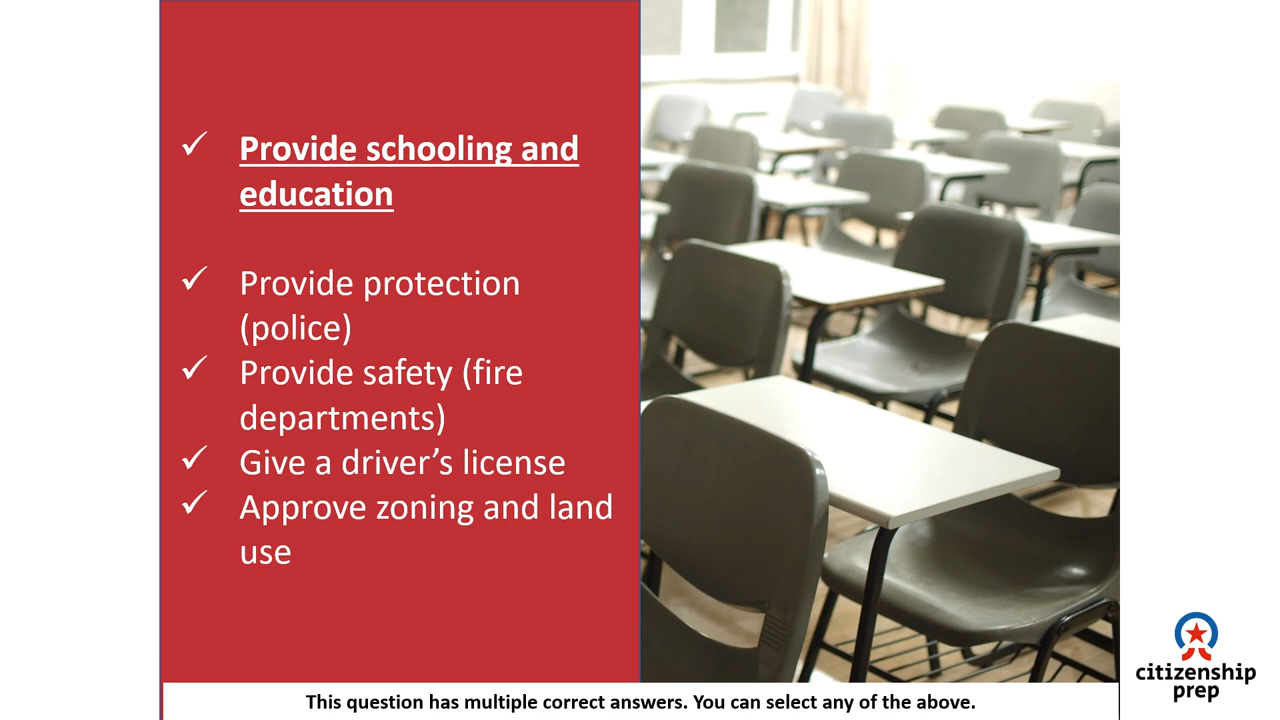 ✓ Provide schooling and
education
✓ Provide protection
(police)
✓ Provide safety (fire
departments)
✓ Give a driver’s license
✓ Approve zoning and land
use
This question has multiple correct answers. You can select any of the above.
citizenship
prep